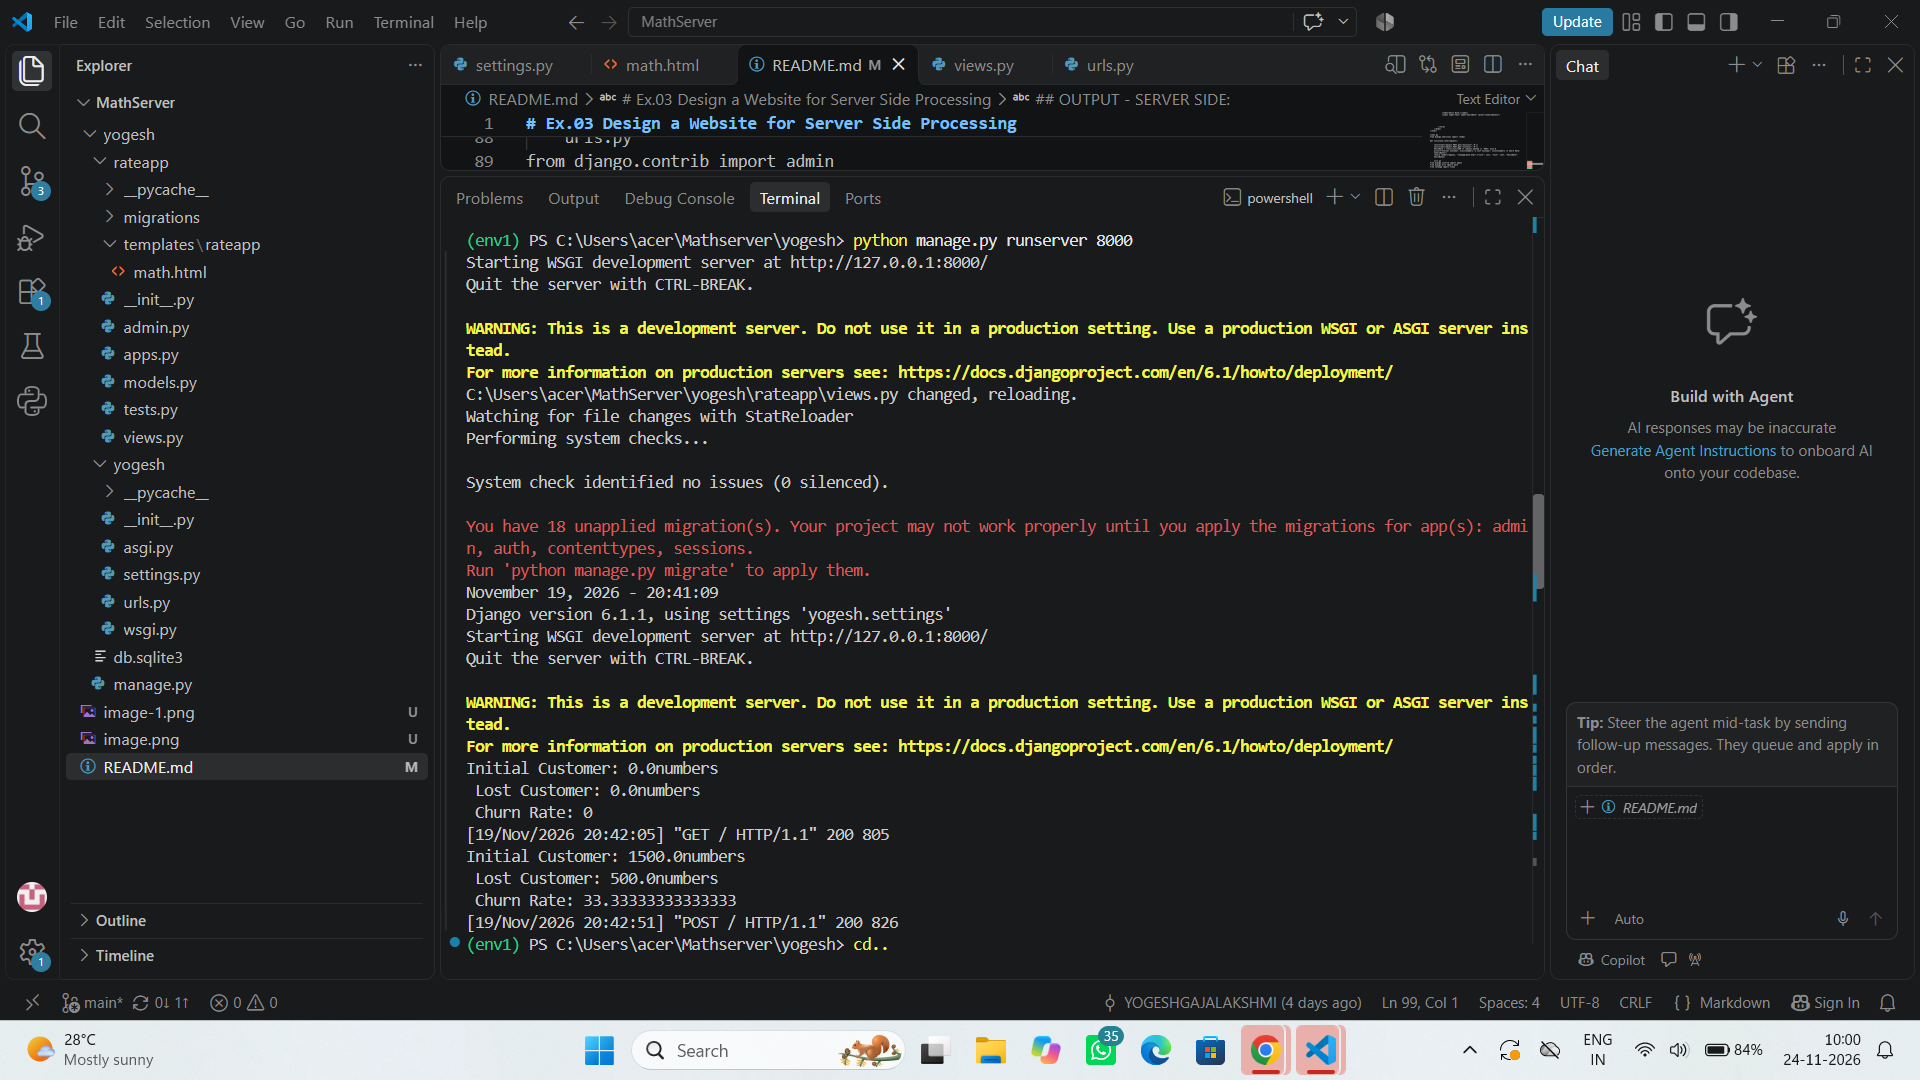 File Edit Selection View Go Run Terminal Help
MathServer
Update
Explorer
MathServer
yogesh
rateapp
__pycache__
migrations
templates\rateapp
math.html
__init__.py
admin.py
apps.py
models.py
tests.py
views.py
yogesh
__pycache__
__init__.py
asgi.py
settings.py
urls.py
wsgi.py
db.sqlite3
manage.py
image-1.png U
image.png U
README.md M
Outline
Timeline
3
1
1
settings.py math.html README.md M views.py urls.py
README.md > # Ex.03 Design a Website for Server Side Processing > ## OUTPUT - SERVER SIDE:
Text Editor
1 # Ex.03 Design a Website for Server Side Processing
88 urls.py
89 from django.contrib import admin
Problems Output Debug Console Terminal Ports
powershell
(env1) PS C:\Users\acer\Mathserver\yogesh> python manage.py runserver 8000
Starting WSGI development server at http://127.0.0.1:8000/
Quit the server with CTRL-BREAK.
WARNING: This is a development server. Do not use it in a production setting. Use a production WSGI or ASGI server ins
tead.
For more information on production servers see: https://docs.djangoproject.com/en/6.1/howto/deployment/
C:\Users\acer\MathServer\yogesh\rateapp\views.py changed, reloading.
Watching for file changes with StatReloader
Performing system checks...
System check identified no issues (0 silenced).
You have 18 unapplied migration(s). Your project may not work properly until you apply the migrations for app(s): admi
n, auth, contenttypes, sessions.
Run 'python manage.py migrate' to apply them.
November 19, 2026 - 20:41:09
Django version 6.1.1, using settings 'yogesh.settings'
Starting WSGI development server at http://127.0.0.1:8000/
Quit the server with CTRL-BREAK.
WARNING: This is a development server. Do not use it in a production setting. Use a production WSGI or ASGI server ins
tead.
For more information on production servers see: https://docs.djangoproject.com/en/6.1/howto/deployment/
Initial Customer: 0.0numbers
Lost Customer: 0.0numbers
Churn Rate: 0
[19/Nov/2026 20:42:05] "GET / HTTP/1.1" 200 805
Initial Customer: 1500.0numbers
Lost Customer: 500.0numbers
Churn Rate: 33.33333333333333
[19/Nov/2026 20:42:51] "POST / HTTP/1.1" 200 826
(env1) PS C:\Users\acer\Mathserver\yogesh> cd..
Chat
Build with Agent
AI responses may be inaccurate
Generate Agent Instructions to onboard AI
onto your codebase.
Tip: Steer the agent mid-task by sending
follow-up messages. They queue and apply in
order.
README.md
Auto
Copilot
main* 0↓ 1↑ 0 0
YOGESHGAJALAKSHMI (4 days ago) Ln 99, Col 1 Spaces: 4 UTF-8 CRLF {} Markdown Sign In
28°C
Mostly sunny
Search
35
ENG
IN
84%
10:00
24-11-2026